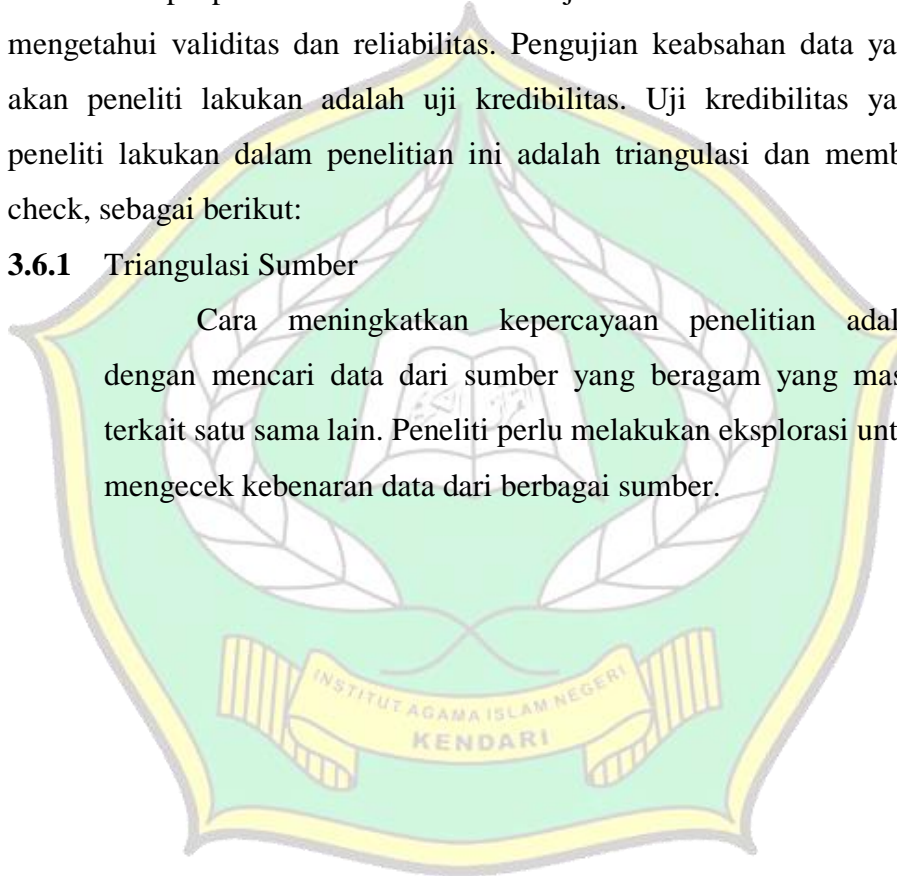 mengetahui validitas dan reliabilitas. Pengujian keabsahan data ya
akan peneliti lakukan adalah uji kredibilitas. Uji kredibilitas ya
peneliti lakukan dalam penelitian ini adalah triangulasi dan memb
check, sebagai berikut:
3.6.1 Triangulasi Sumber
Cara meningkatkan kepercayaan penelitian adal
dengan mencari data dari sumber yang beragam yang mas
terkait satu sama lain. Peneliti perlu melakukan eksplorasi unt
mengecek kebenaran data dari berbagai sumber.
INSTITUT AGAMA ISLAM NEGERI
KENDARI